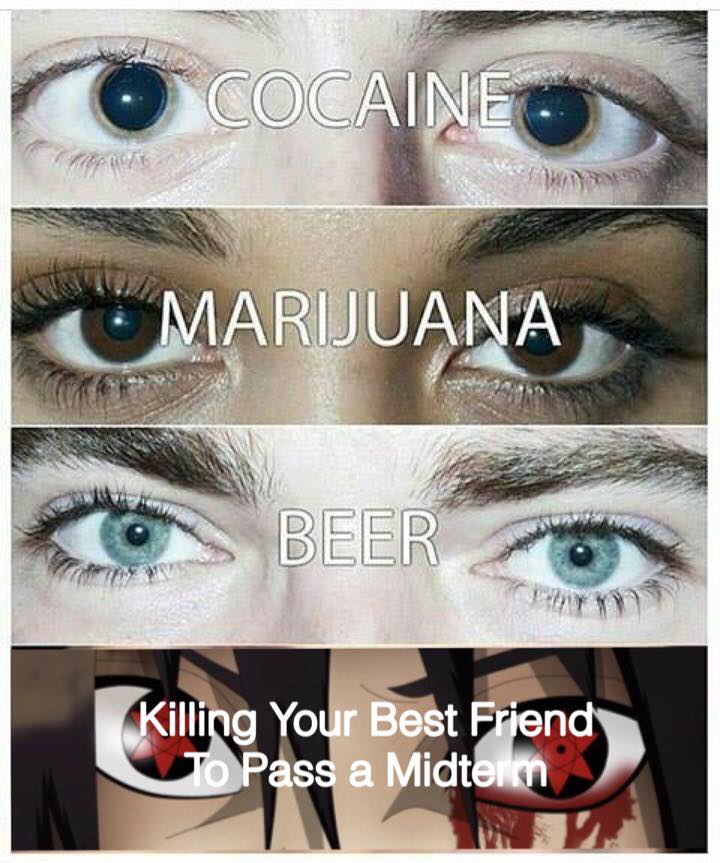 COCAINE
MARIJUANA
BEER
Killing Your Best Friend
To Pass a Midterm